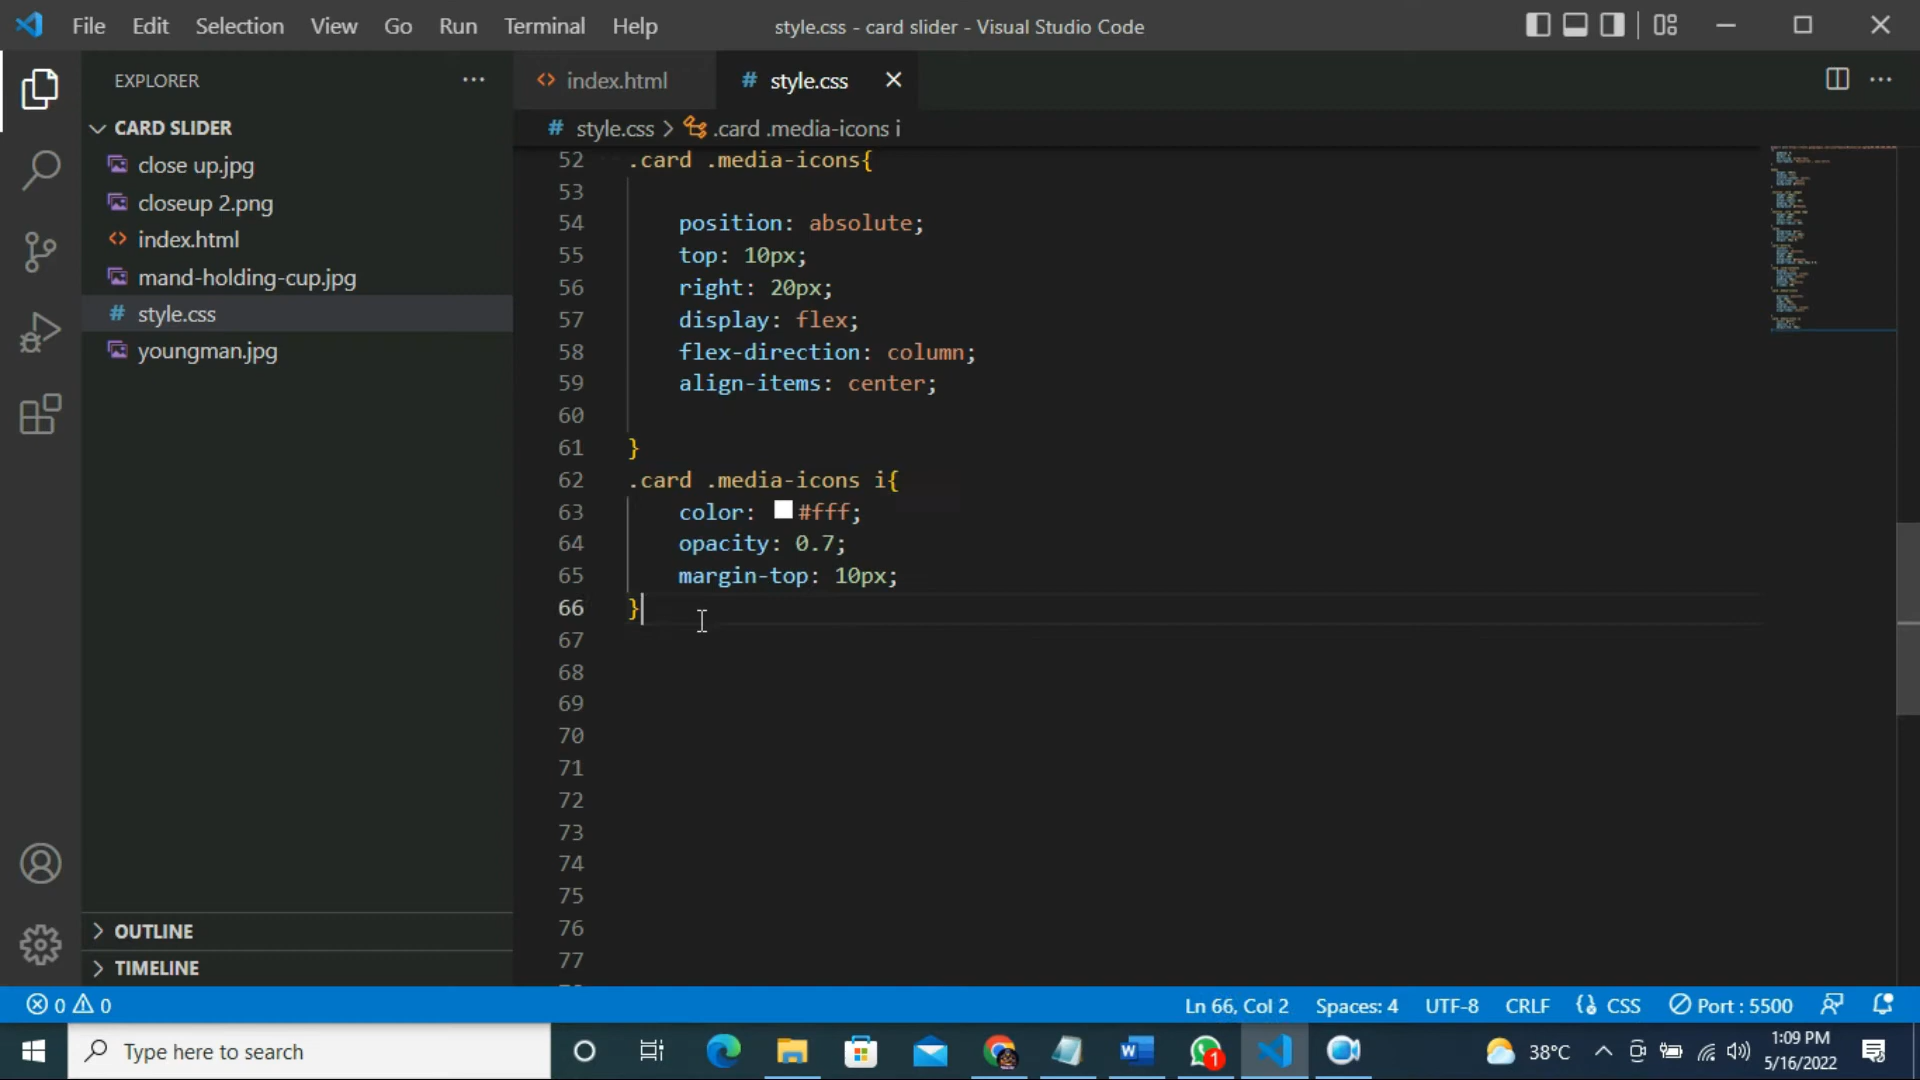 File Edit Selection View Go Run Terminal Help style.css - card slider - Visual Studio Code
EXPLORER
CARD SLIDER
close up.jpg
closeup 2.png
index.html
mand-holding-cup.jpg
style.css
youngman.jpg
OUTLINE
TIMELINE
index.html
# style.css
# style.css > .card .media-icons i
52 .card .media-icons{
53
54 position: absolute;
55 top: 10px;
56 right: 20px;
57 display: flex;
58 flex-direction: column;
59 align-items: center;
60
61 }
62 .card .media-icons i{
63 color: #fff;
64 opacity: 0.7;
65 margin-top: 10px;
66 }
67
68
69
70
71
72
73
74
75
76
77
0 0 Ln 66, Col 2 Spaces: 4 UTF-8 CRLF CSS Port : 5500
Type here to search
1
38°C
1:09 PM
5/16/2022